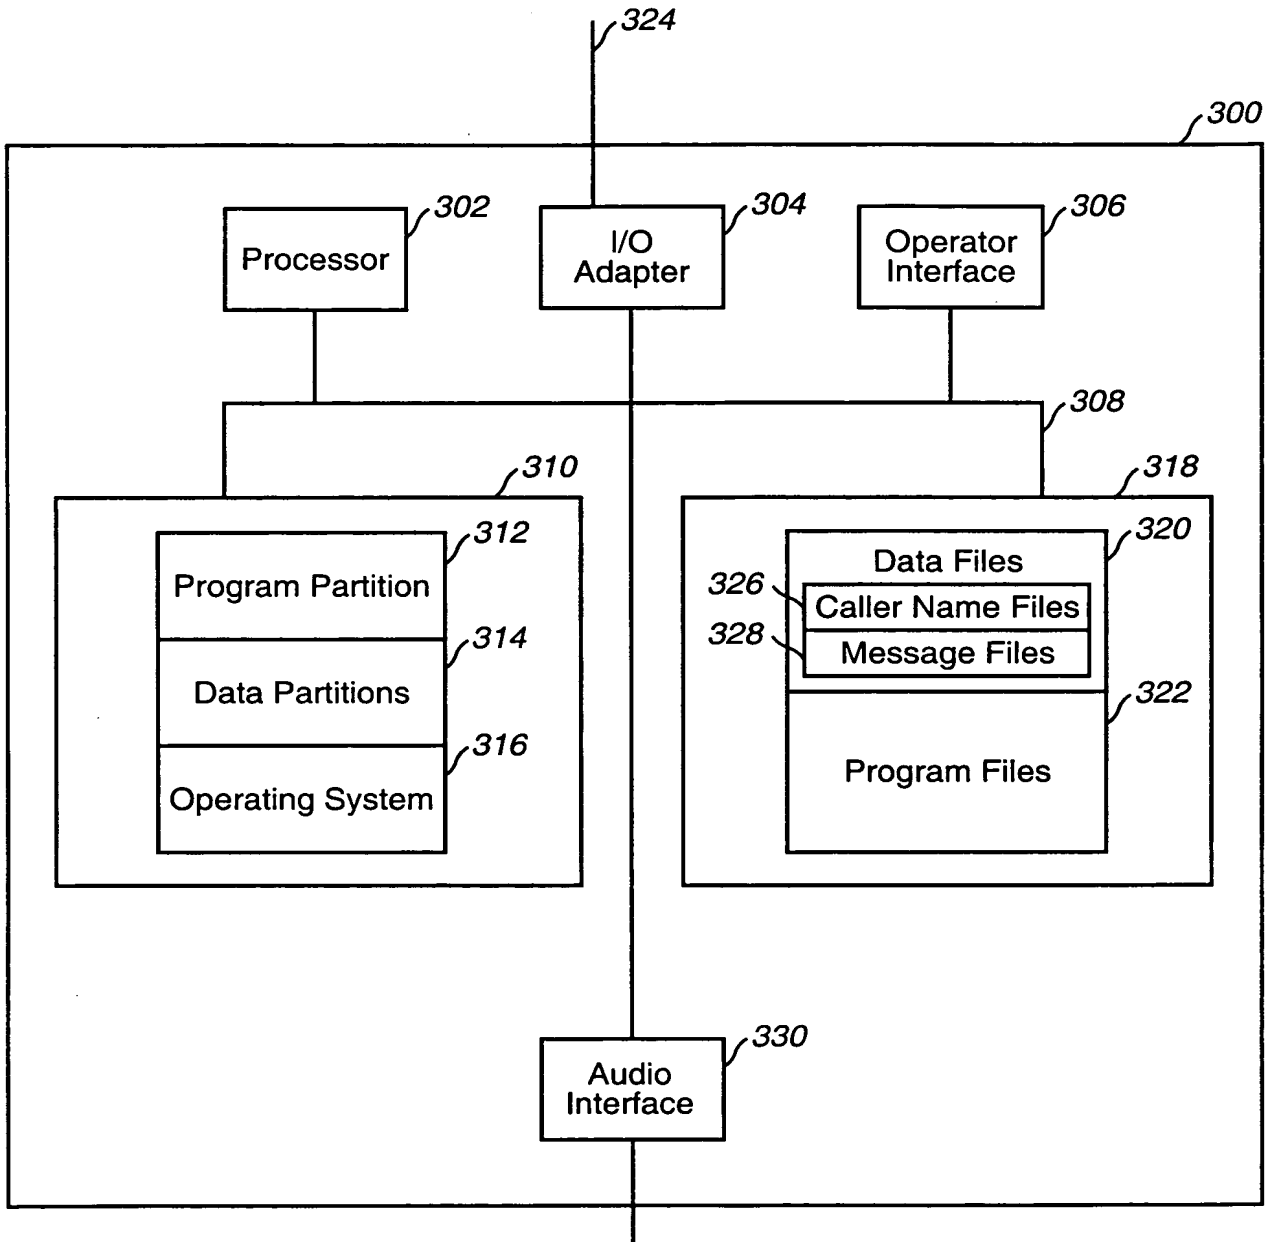 324
300
302
Processor
304
I/O
Adapter
306
Operator
Interface
308
310
312
Program Partition
314
Data Partitions
316
Operating System
318
320
Data Files
326
Caller Name Files
328
Message Files
322
Program Files
330
Audio
Interface